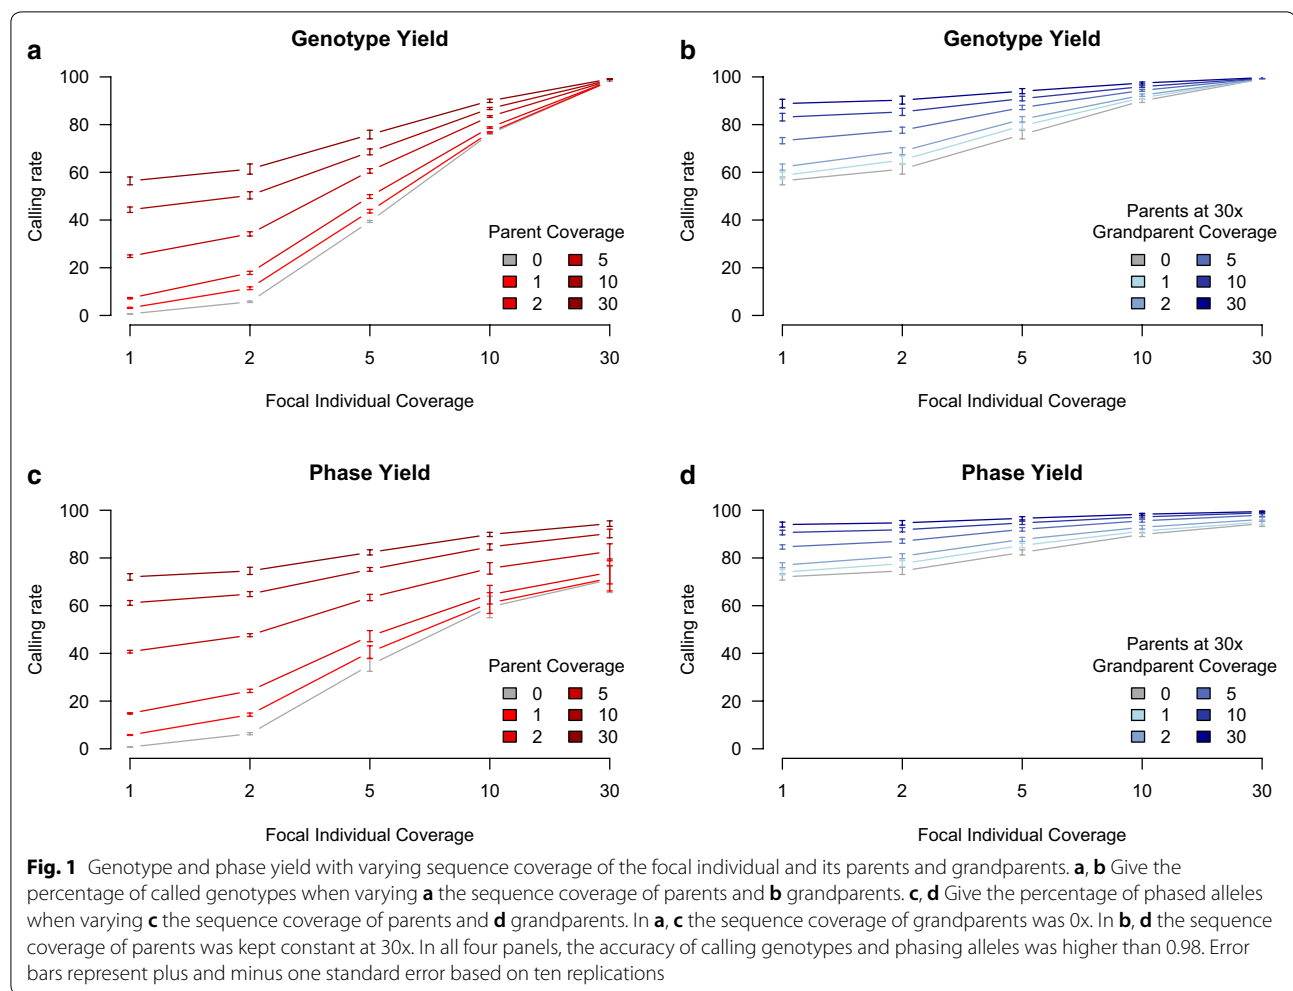 a
Genotype Yield
Calling rate
100
80
60
40
20
0
1 2 5 10 30
Focal Individual Coverage
Parent Coverage
0 5
1 10
2 30
b
Genotype Yield
Calling rate
100
80
60
40
20
0
1 2 5 10 30
Focal Individual Coverage
Parents at 30x
Grandparent Coverage
0 5
1 10
2 30
c
Phase Yield
Calling rate
100
80
60
40
20
0
1 2 5 10 30
Focal Individual Coverage
Parent Coverage
0 5
1 10
2 30
d
Phase Yield
Calling rate
100
80
60
40
20
0
1 2 5 10 30
Focal Individual Coverage
Parents at 30x
Grandparent Coverage
0 5
1 10
2 30
Fig. 1 Genotype and phase yield with varying sequence coverage of the focal individual and its parents and grandparents. a, b Give the
percentage of called genotypes when varying a the sequence coverage of parents and b grandparents. c, d Give the percentage of phased alleles
when varying c the sequence coverage of parents and d grandparents. In a, c the sequence coverage of grandparents was 0x. In b, d the sequence
coverage of parents was kept constant at 30x. In all four panels, the accuracy of calling genotypes and phasing alleles was higher than 0.98. Error
bars represent plus and minus one standard error based on ten replications